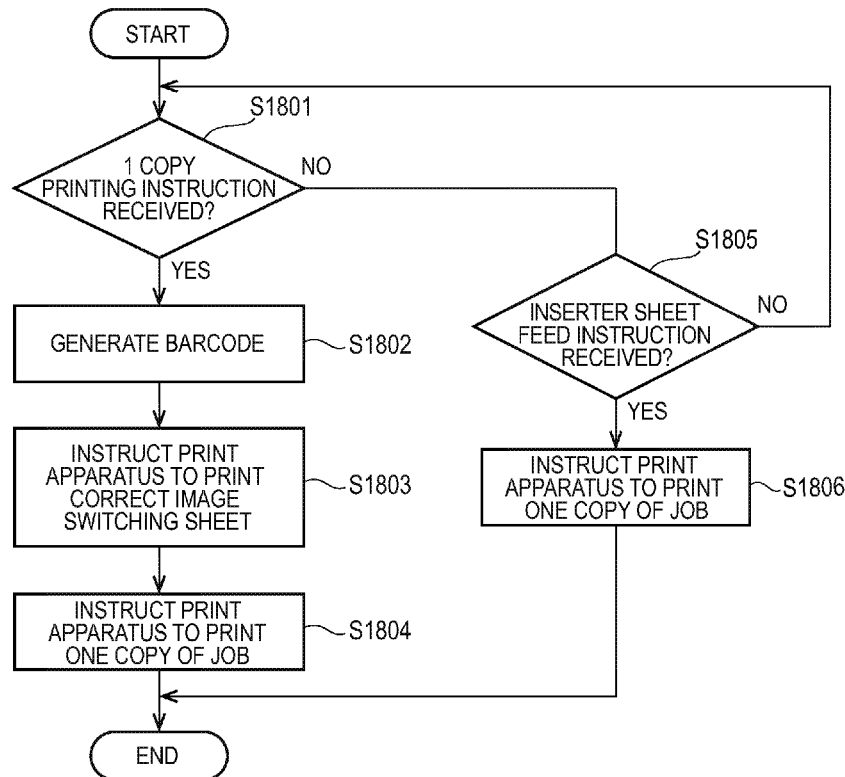 START
S1801
1 COPY
PRINTING INSTRUCTION
RECEIVED?
NO
YES
S1805
INSERTER SHEET
FEED INSTRUCTION
RECEIVED?
NO
YES
GENERATE BARCODE
S1802
INSTRUCT PRINT
APPARATUS TO PRINT
CORRECT IMAGE
SWITCHING SHEET
S1803
INSTRUCT PRINT
APPARATUS TO PRINT
ONE COPY OF JOB
S1806
INSTRUCT PRINT
APPARATUS TO PRINT
ONE COPY OF JOB
S1804
END